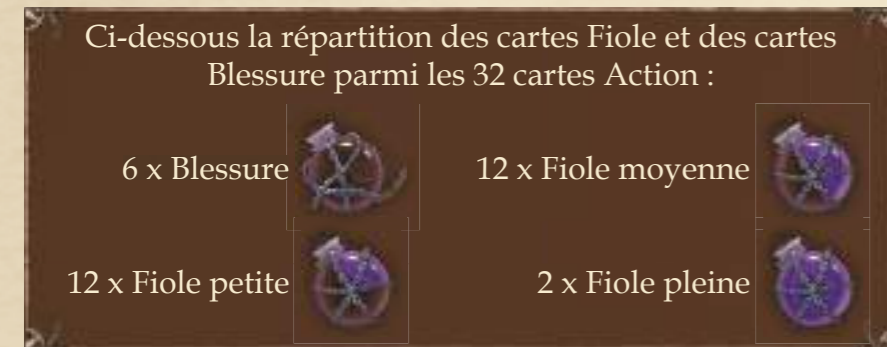 Ci-dessous la répartition des cartes Fiole et des cartes
Blessure parmi les 32 cartes Action :
6 x Blessure
12 x Fiole moyenne
12 x Fiole petite
2 x Fiole pleine